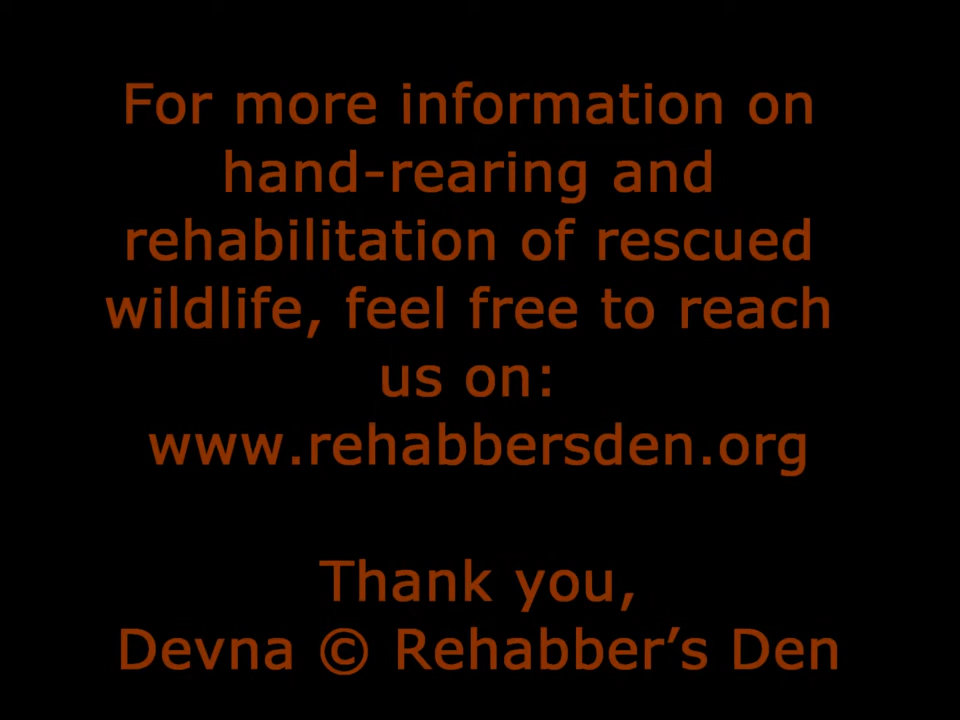 For more information on
hand-rearing and
rehabilitation of rescued
wildlife, feel free to reach
us on:
www.rehabbersden.org
Thank you,
Devna © Rehabber’s Den